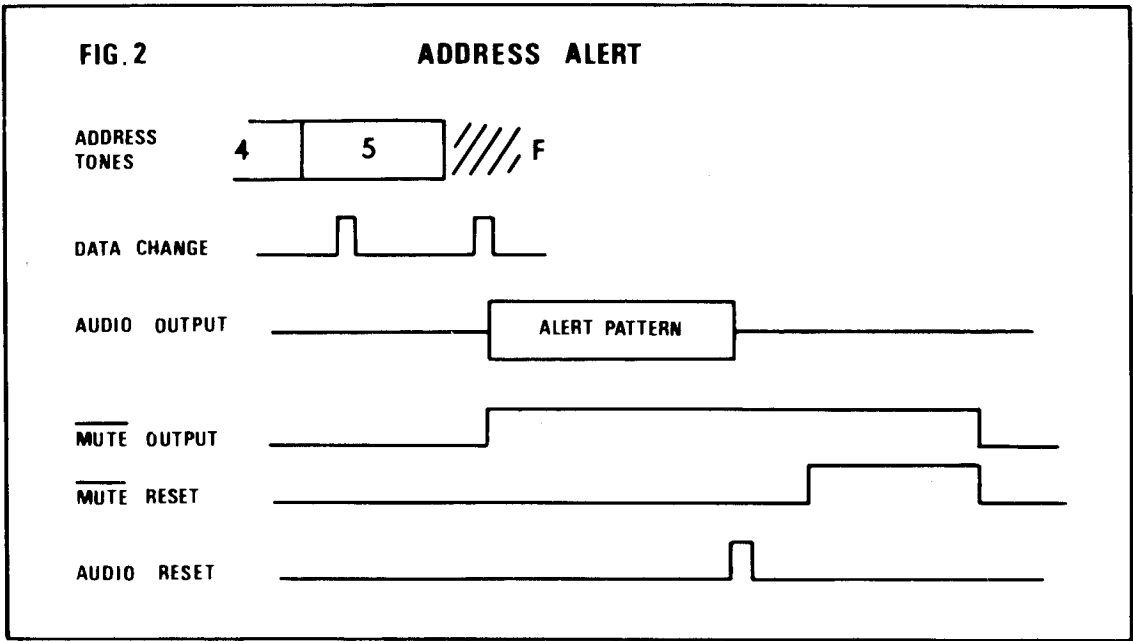 FIG. 2 ADDRESS ALERT
ADDRESS
TONES
4 5 F
DATA CHANGE
AUDIO OUTPUT
ALERT PATTERN
MUTE OUTPUT
MUTE RESET
AUDIO RESET